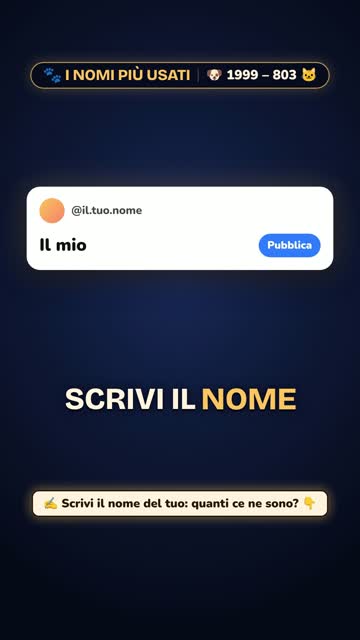 🐾 I NOMI PIÙ USATI | 🐶 1999 – 803 🐱
@il.tuo.nome
Il mio
Pubblica
SCRIVI IL NOME
✍️ Scrivi il nome del tuo: quanti ce ne sono? 👇